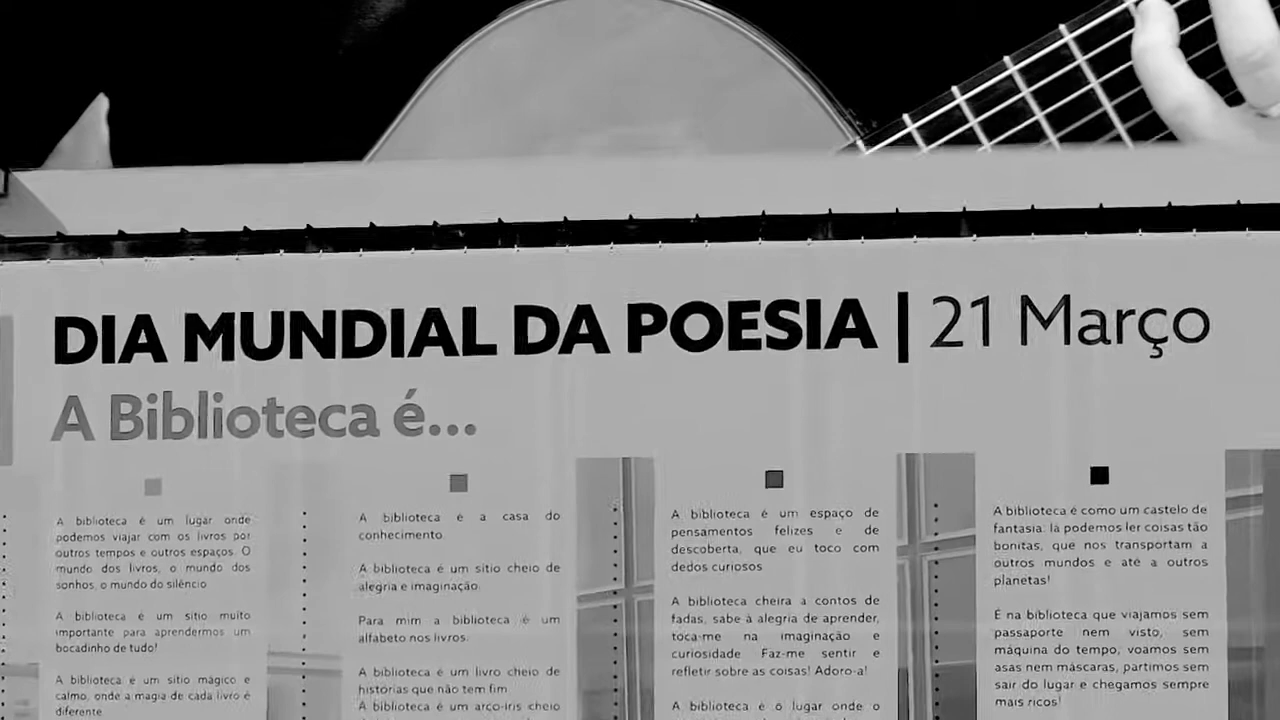 DIA MUNDIAL DA POESIA | 21 Março
A Biblioteca é...
A biblioteca é um lugar onde
podemos viajar com os livros por
outros tempos e outros espaços. O
mundo dos livros, o mundo dos
sonhos, o mundo do silêncio
A biblioteca é um sítio muito
importante para aprendermos um
bocadinho de tudo!
A biblioteca é um sítio mágico e
calmo, onde a magia de cada livro é
diferente
A biblioteca é a casa do
conhecimento.
A biblioteca é um sítio cheio de
alegria e imaginação.
Para mim a biblioteca é um
alfabeto nos livros.
A biblioteca é um livro cheio de
histórias que não tem fim
A biblioteca é um arco-íris cheio
A biblioteca é um espaço de
pensamentos felizes e de
descoberta, que eu toco com
dedos curiosos
A biblioteca cheira a contos de
fadas, sabe à alegria de aprender,
toca-me na imaginação e
curiosidade Faz-me sentir e
refletir sobre as coisas! Adoro-a!
A biblioteca é o lugar onde o
A biblioteca é como um castelo de
fantasia: lá podemos ler coisas tão
bonitas, que nos transportam a
outros mundos e até a outros
planetas!
É na biblioteca que viajamos sem
passaporte nem visto, sem
máquina do tempo, voamos sem
asas nem máscaras, partimos sem
sair do lugar e chegamos sempre
mais ricos!